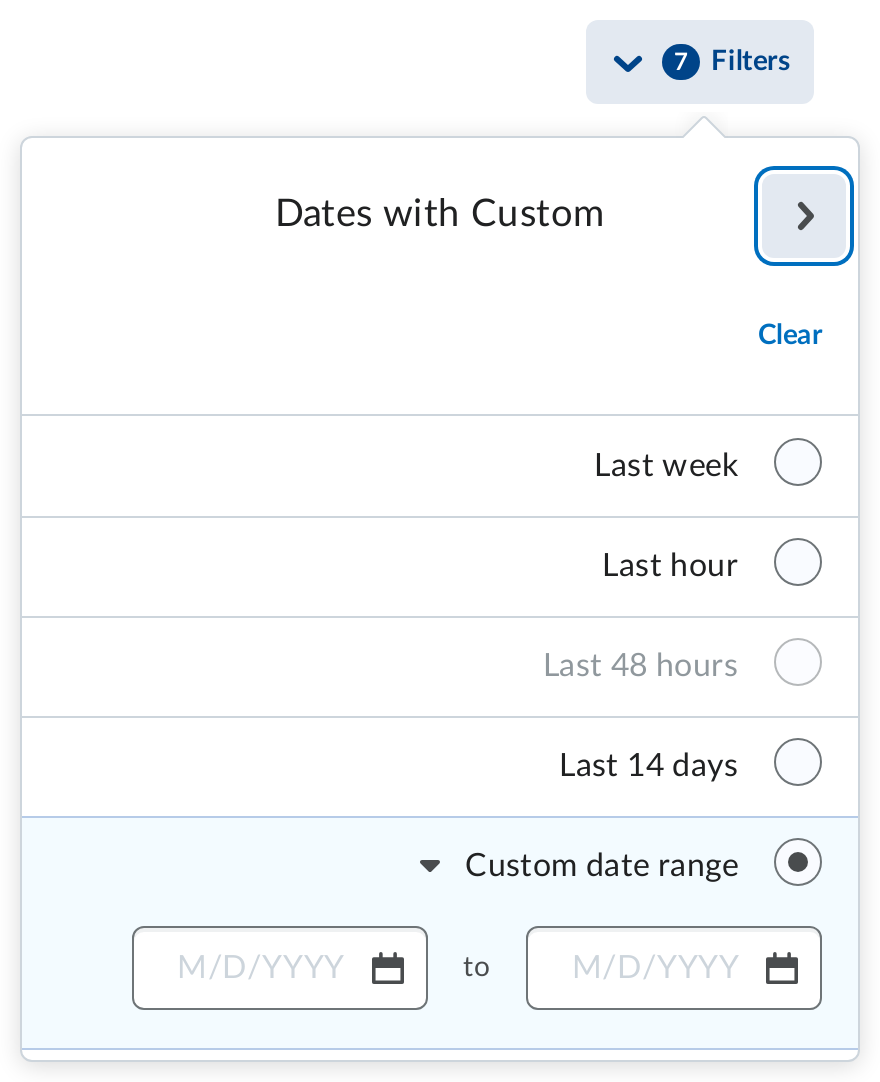 7 Filters
Dates with Custom
Clear
Last week
Last hour
Last 48 hours
Last 14 days
Custom date range
M/D/YYYY to M/D/YYYY